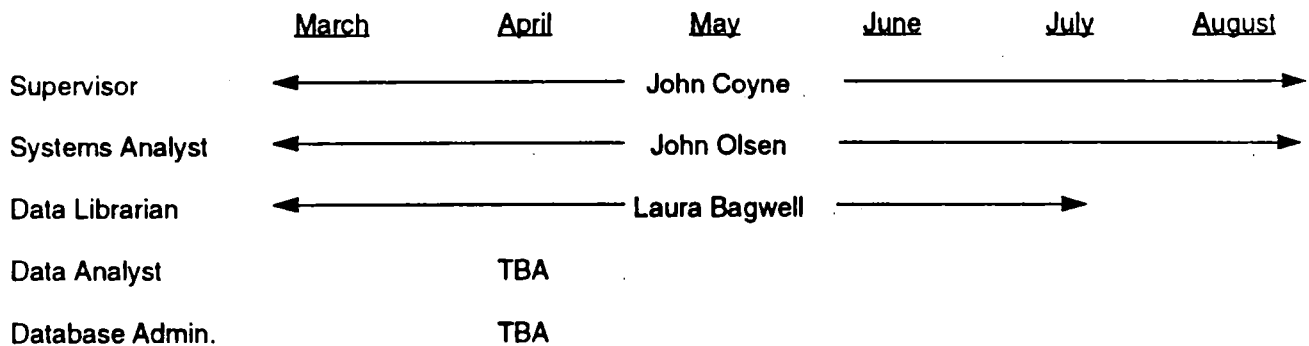 March April May June July August
Supervisor John Coyne
Systems Analyst John Olsen
Data Librarian Laura Bagwell
Data Analyst TBA
Database Admin. TBA